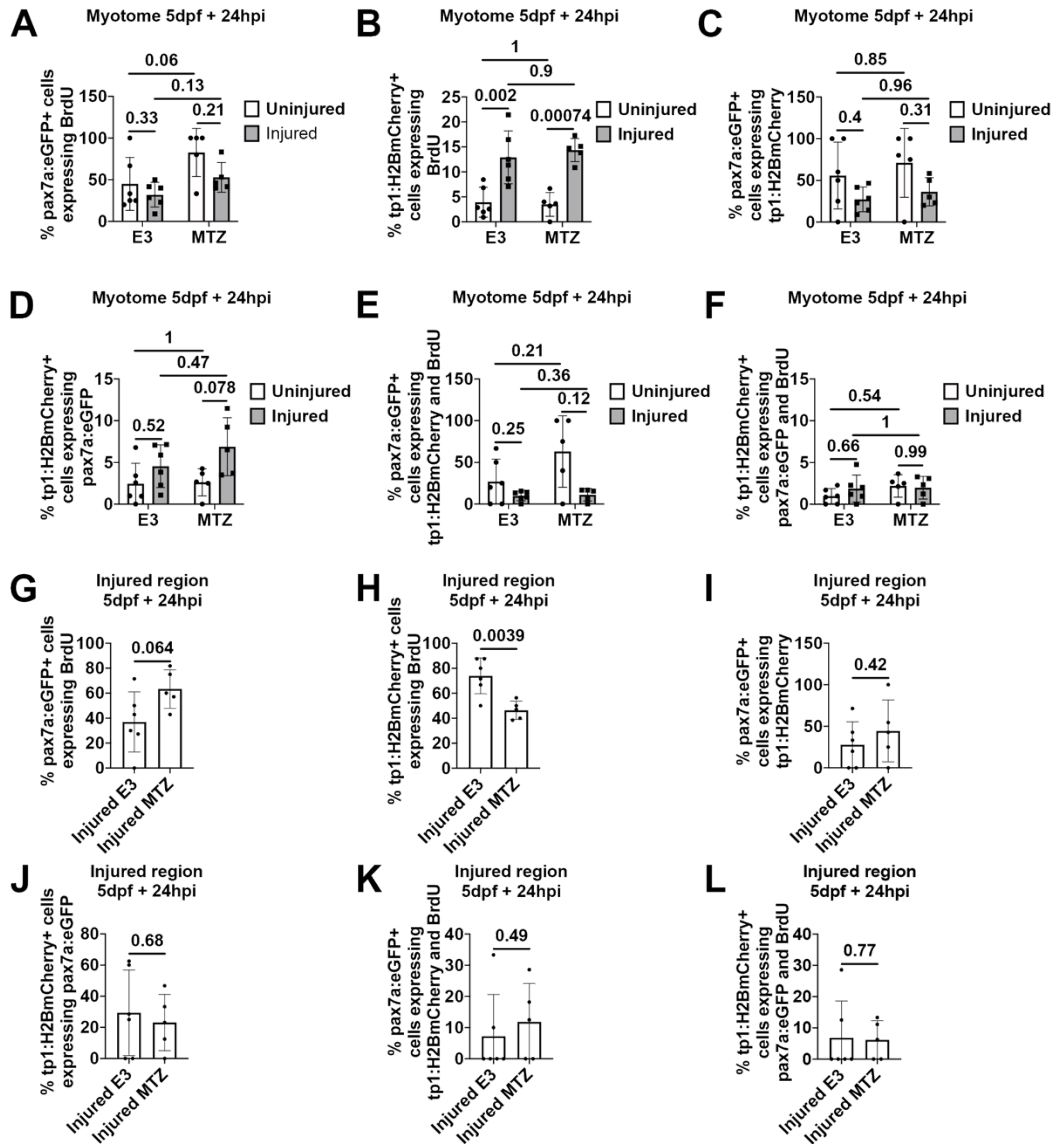 A
Myotome 5dpf + 24hpi
0.06
0.13
0.33
0.21
% pax7a:eGFP+ cells
expressing BrdU
150
100
50
0
E3
MTZ
Uninjured
Injured
B
Myotome 5dpf + 24hpi
1
0.9
0.002
0.00074
% tp1:H2BmCherry+
cells expressing
BrdU
25
20
15
10
5
0
E3
MTZ
Uninjured
Injured
C
Myotome 5dpf + 24hpi
0.85
0.96
0.4
0.31
% pax7a:eGFP+
cells expressing
tp1:H2BmCherry
150
100
50
0
E3
MTZ
Uninjured
Injured
D
Myotome 5dpf + 24hpi
1
0.47
0.52
0.078
% tp1:H2BmCherry+
cells expressing
pax7a:eGFP
15
10
5
0
E3
MTZ
Uninjured
Injured
E
Myotome 5dpf + 24hpi
0.21
0.36
0.25
0.12
% pax7a:eGFP+
cells expressing
tp1:H2BmCherry and BrdU
150
100
50
0
E3
MTZ
Uninjured
Injured
F
Myotome 5dpf + 24hpi
0.54
1
0.66
0.99
% tp1:H2BmCherry+
cells expressing
pax7a:eGFP and BrdU
15
10
5
0
E3
MTZ
Uninjured
Injured
G
Injured region
5dpf + 24hpi
0.064
% pax7a:eGFP+ cells
expressing BrdU
100
80
60
40
20
0
Injured E3
Injured MTZ
H
Injured region
5dpf + 24hpi
0.0039
% tp1:H2BmCherry+ cells
expressing BrdU
100
80
60
40
20
0
Injured E3
Injured MTZ
I
Injured region
5dpf + 24hpi
0.42
% pax7a:eGFP+
cells expressing
tp1:H2BmCherry
150
100
50
0
Injured E3
Injured MTZ
J
Injured region
5dpf + 24hpi
0.68
% tp1:H2BmCherry+ cells
expressing pax7a:eGFP
80
60
40
20
0
Injured E3
Injured MTZ
K
Injured region
5dpf + 24hpi
0.49
% pax7a:eGFP+
cells expressing
tp1:H2BmCherry and BrdU
40
30
20
10
0
Injured E3
Injured MTZ
L
Injured region
5dpf + 24hpi
0.77
% tp1:H2BmCherry+
cells expressing
pax7a:eGFP and BrdU
40
30
20
10
0
Injured E3
Injured MTZ